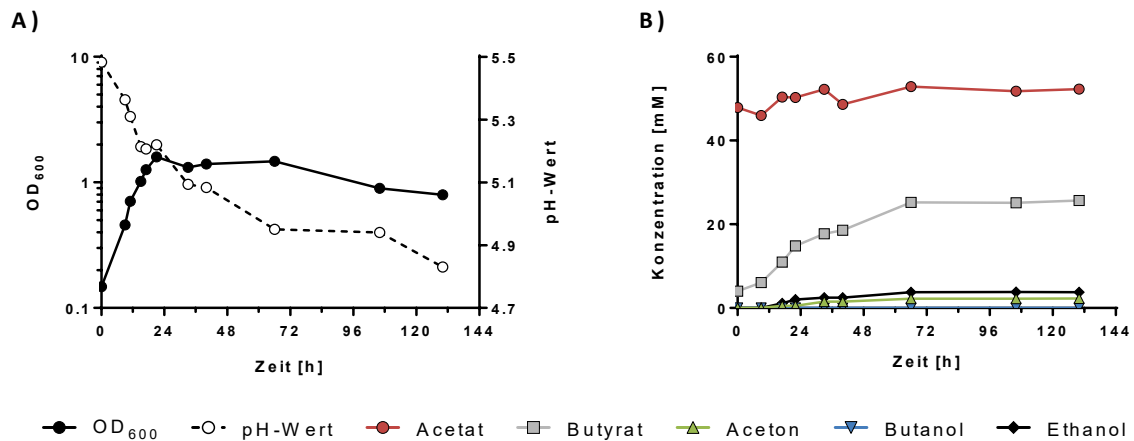 A)
10
1
0.1
OD600
5.5
5.3
5.1
4.9
4.7
pH-Wert
0 24 48 72 96 120 144
Zeit [h]
B)
60
40
20
0
Konzentration [mM]
0 24 48 72 96 120 144
Zeit [h]
OD600 pH-Wert Acetat Butyrat Aceton Butanol Ethanol